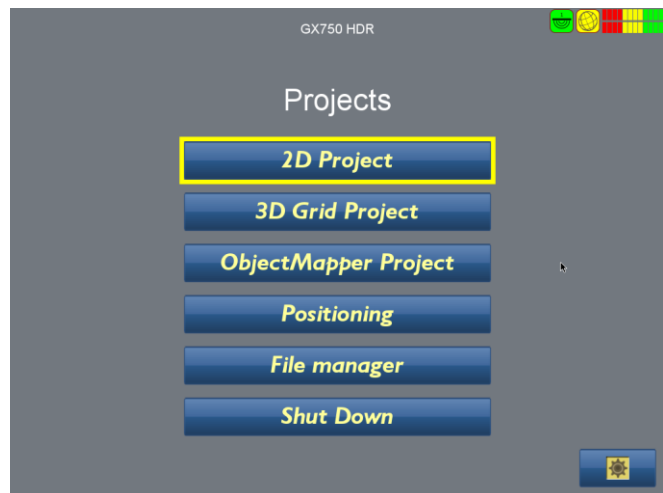 GX750 HDR
Projects
2D Project
3D Grid Project
ObjectMapper Project
Positioning
File manager
Shut Down